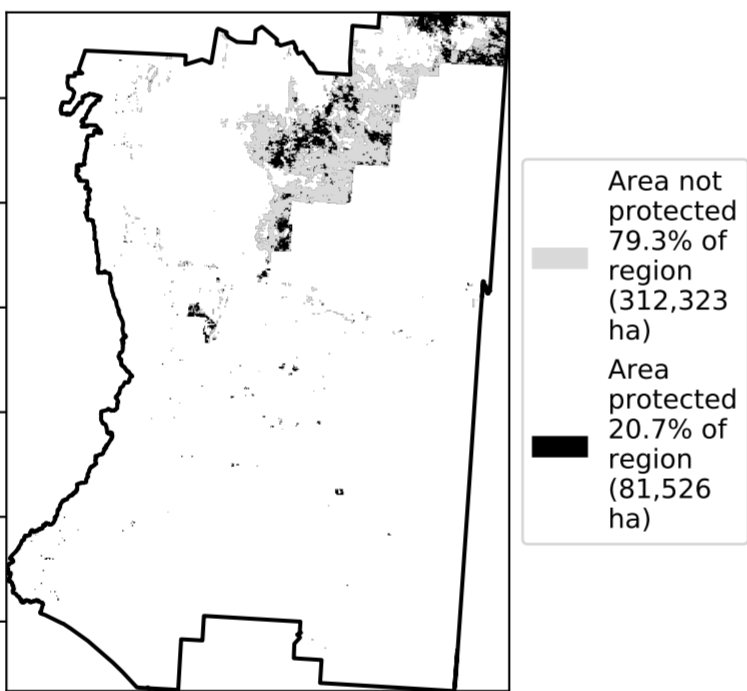 Area not
protected
79.3% of
region
(312,323
ha)
Area
protected
20.7% of
region
(81,526
ha)